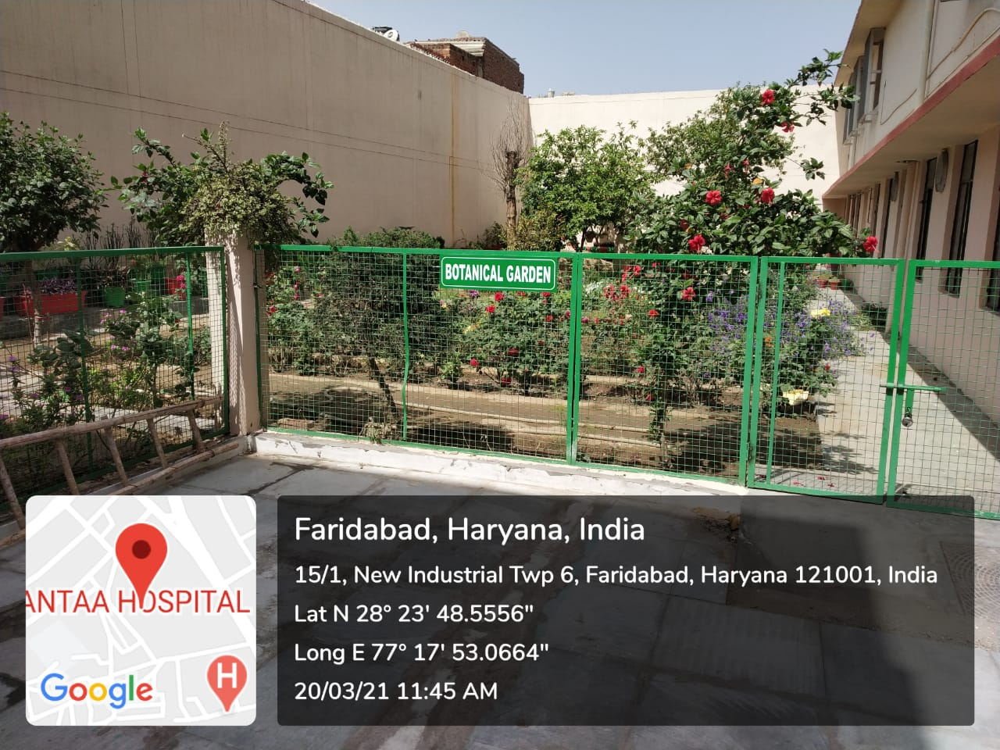 BOTANICAL GARDEN
Faridabad, Haryana, India
15/1, New Industrial Twp 6, Faridabad, Haryana 121001, India
Lat N 28° 23' 48.5556"
Long E 77° 17' 53.0664"
20/03/21 11:45 AM
ANTAA HOSPITAL
H
Google